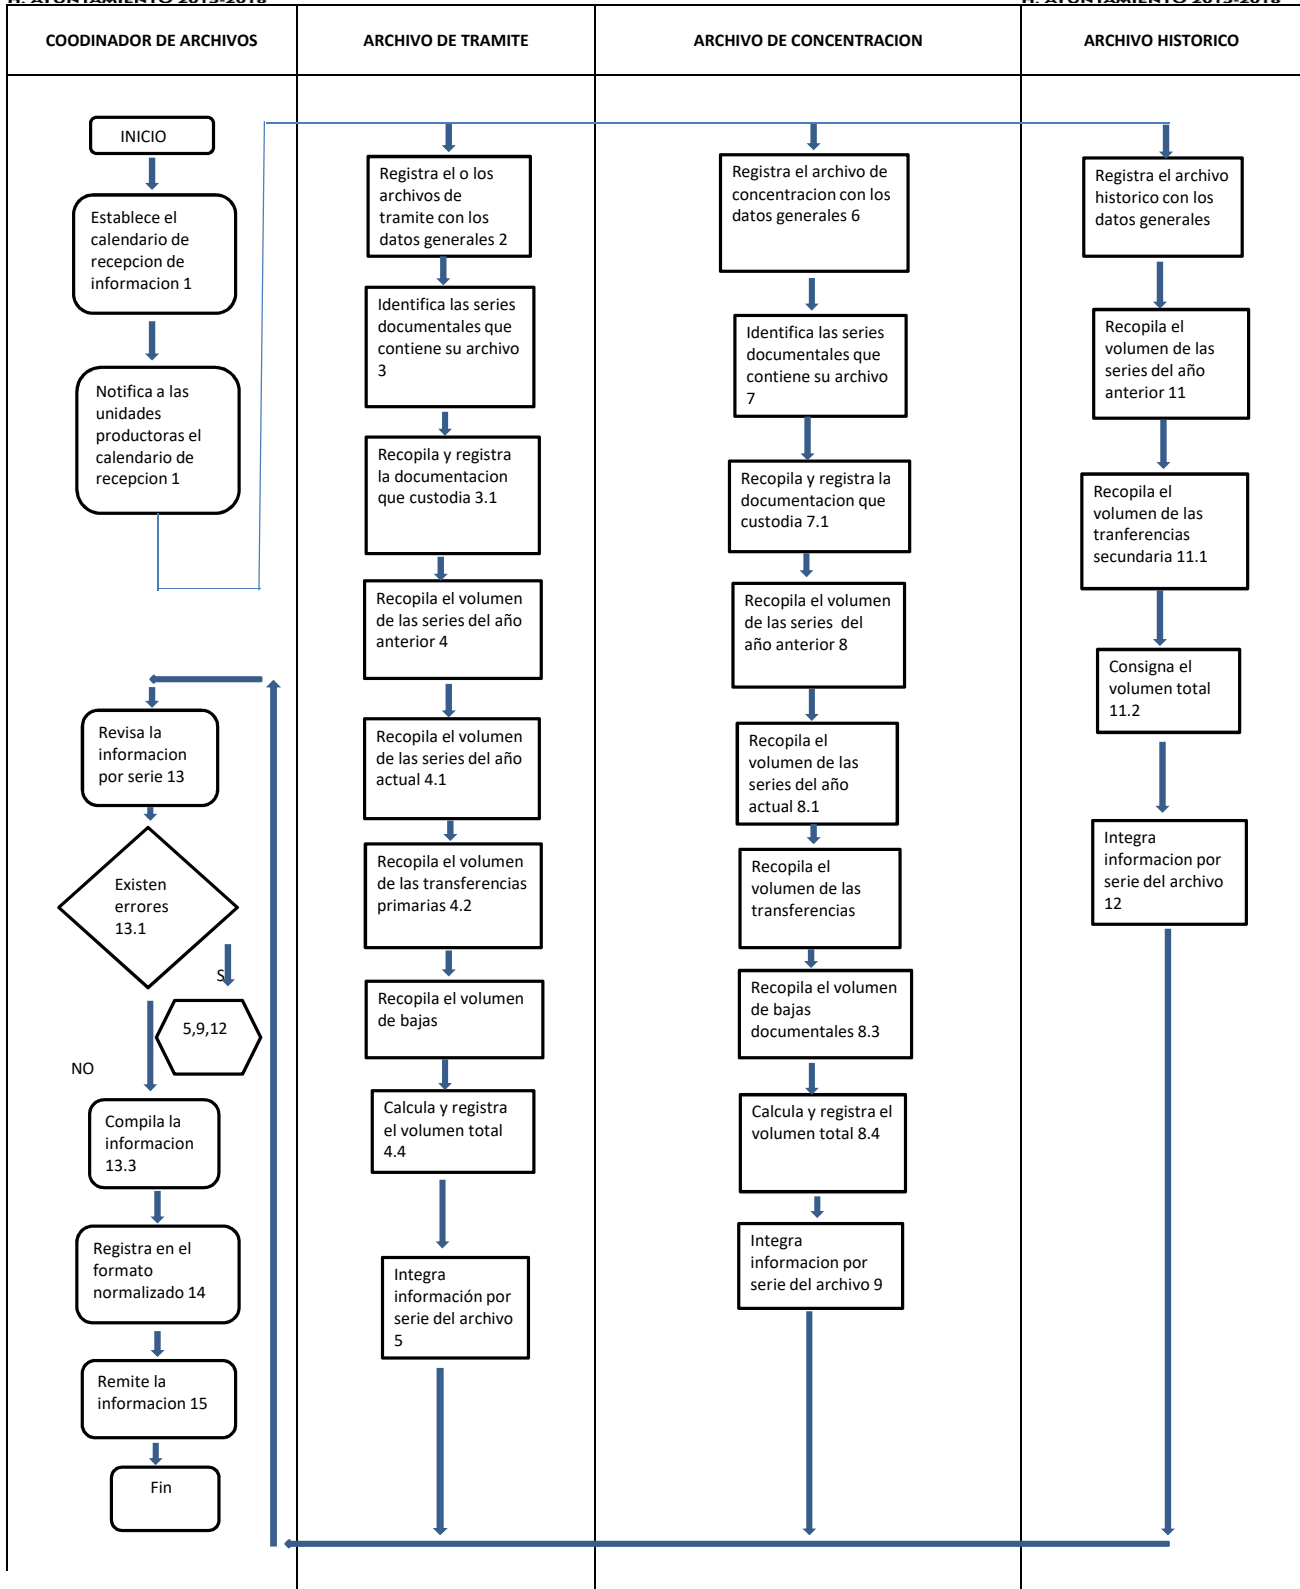 H. AYUNTAMIENTO 2015-2018
H. AYUNTAMIENTO 2015-2018
COODINADOR DE ARCHIVOS
ARCHIVO DE TRAMITE
ARCHIVO DE CONCENTRACION
ARCHIVO HISTORICO
INICIO
Establece el
calendario de
recepcion de
informacion 1
Notifica a las
unidades
productoras el
calendario de
recepcion 1
Revisa la
informacion
por serie 13
Existen
errores
13.1
S
5,9,12
NO
Compila la
informacion
13.3
Registra en el
formato
normalizado 14
Remite la
informacion 15
Fin
Registra el o los
archivos de
tramite con los
datos generales 2
Identifica las series
documentales que
contiene su archivo
3
Recopila y registra
la documentacion
que custodia 3.1
Recopila el volumen
de las series del año
anterior 4
Recopila el volumen
de las series del año
actual 4.1
Recopila el volumen
de las transferencias
primarias 4.2
Recopila el volumen
de bajas
Calcula y registra
el volumen total
4.4
Integra
información por
serie del archivo
5
Registra el archivo de
concentracion con los
datos generales 6
Identifica las series
documentales que
contiene su archivo
7
Recopila y registra la
documentacion que
custodia 7.1
Recopila el volumen
de las series del
año anterior 8
Recopila el
volumen de las
series del año
actual 8.1
Recopila el
volumen de las
transferencias
Recopila el volumen
de bajas
documentales 8.3
Calcula y registra el
volumen total 8.4
Integra
informacion por
serie del archivo 9
Registra el archivo
historico con los
datos generales
Recopila el
volumen de las
series del año
anterior 11
Recopila el
volumen de las
tranferencias
secundaria 11.1
Consigna el
volumen total
11.2
Integra
informacion por
serie del archivo
12